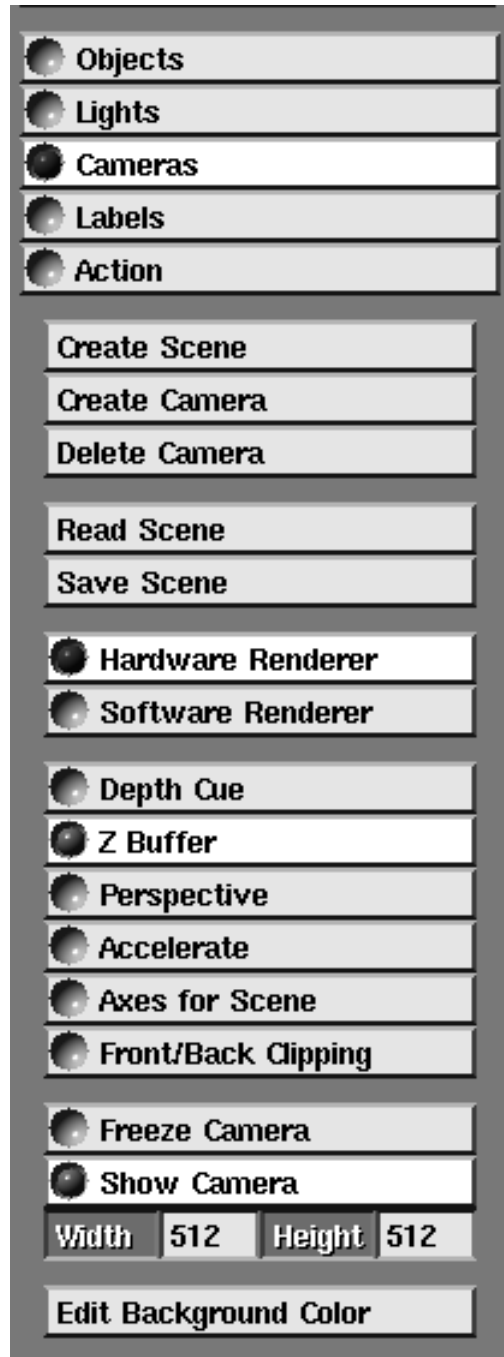 Objects
Lights
Cameras
Labels
Action
Create Scene
Create Camera
Delete Camera
Read Scene
Save Scene
Hardware Renderer
Software Renderer
Depth Cue
Z Buffer
Perspective
Accelerate
Axes for Scene
Front/Back Clipping
Freeze Camera
Show Camera
Width 512 Height 512
Edit Background Color